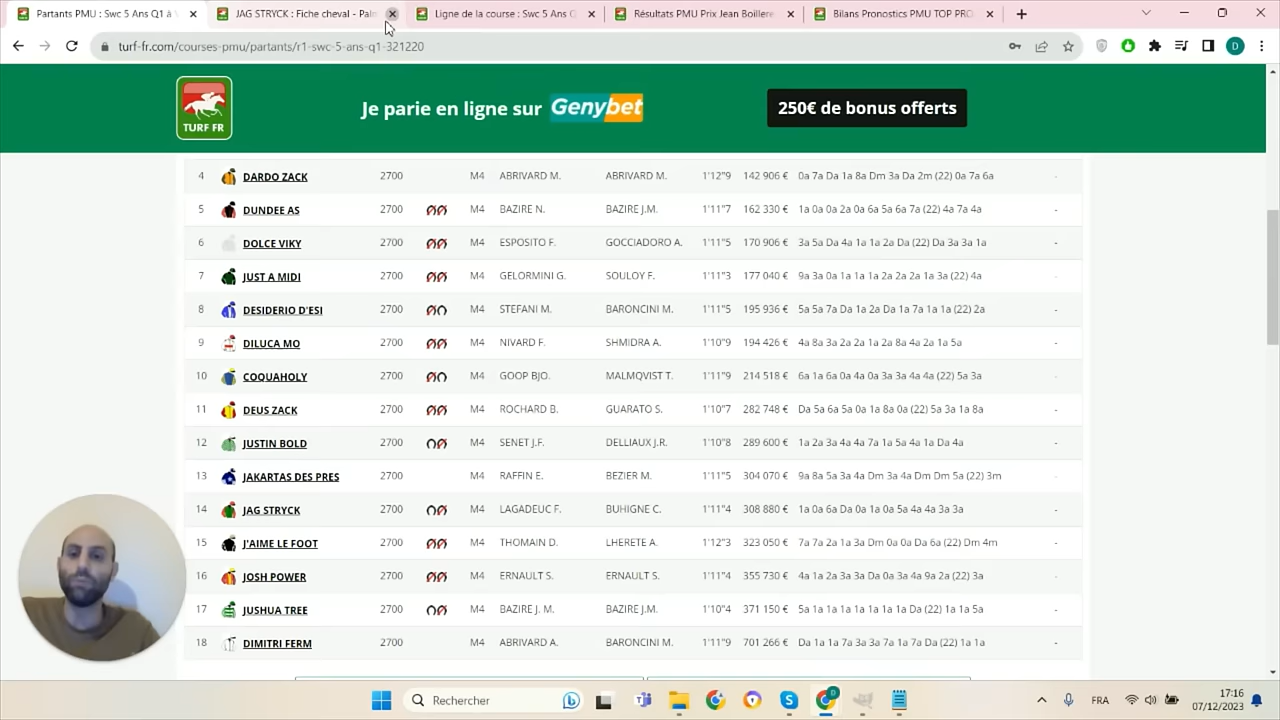 Partants PMU : Swc 5 Ans Q1 à
JAG STRYCK : Fiche cheval - Palm
Ligne de la course : Swc 5 Ans Q
Résultats PMU Prix Jean Boillere
Bilans Pronostics PMU TOP PRO
turf-fr.com/courses-pmu/partants/r1-swc-5-ans-q1-321220
D
TURF FR
Je parie en ligne sur Genybet
250€ de bonus offerts
4 DARDO ZACK 2700 M4 ABRIVARD M. ABRIVARD M. 1'12"9 142 906 € 0a 7a Da 1a 8a Dm 3a Da 2m (22) 0a 7a 6a -
5 DUNDEE AS 2700 M4 BAZIRE N. BAZIRE J.M. 1'11"7 162 330 € 1a 0a 0a 2a 0a 6a 5a 6a 7a (22) 4a 7a 4a -
6 DOLCE VIKY 2700 M4 ESPOSITO F. GOCCIADORO A. 1'11"5 170 906 € 3a 5a Da 4a 1a 1a 2a Da (22) Da 3a 3a 1a -
7 JUST A MIDI 2700 M4 GELORMINI G. SOULOY F. 1'11"3 177 040 € 9a 3a 0a 1a 1a 1a 2a 2a 2a 1a 3a (22) 4a -
8 DESIDERIO D'ESI 2700 M4 STEFANI M. BARONCINI M. 1'11"5 195 936 € 5a 5a 7a Da 1a 2a Da 1a 7a 1a 1a (22) 2a -
9 DILUCA MO 2700 M4 NIVARD F. SHMIDRA A. 1'10"9 194 426 € 4a 8a 3a 2a 2a 1a 2a 8a 4a 2a 1a 5a -
10 COQUAHOLY 2700 M4 GOOP BJO. MALMQVIST T. 1'11"9 214 518 € 6a 1a 6a 0a 4a 0a 3a 3a 4a 4a (22) 5a 3a -
11 DEUS ZACK 2700 M4 ROCHARD B. GUARATO S. 1'10"7 282 748 € Da 5a 6a 5a 0a 1a 8a 0a (22) 5a 3a 1a 8a -
12 JUSTIN BOLD 2700 M4 SENET J.F. DELLIAUX J.R. 1'10"8 289 600 € 1a 2a 3a 4a 4a 7a 1a 5a 4a 1a Da 4a -
13 JAKARTAS DES PRES 2700 M4 RAFFIN E. BEZIER M. 1'11"5 304 070 € 9a 8a 5a 3a 4a Dm 3a 4a Dm Dm 5a (22) 3m -
14 JAG STRYCK 2700 M4 LAGADEUC F. BUHIGNE C. 1'11"4 308 880 € 1a 0a 6a Da 0a 1a 0a 5a 4a 4a 3a 3a -
15 J'AIME LE FOOT 2700 M4 THOMAIN D. LHERETE A. 1'12"3 323 050 € 7a 7a 2a 1a 3a Dm 0a 0a Da 6a (22) Dm 4m -
16 JOSH POWER 2700 M4 ERNAULT S. ERNAULT S. 1'11"4 355 730 € 4a 1a 2a 3a 3a Da 0a 3a 4a 9a 2a (22) 3a -
17 JUSHUA TREE 2700 M4 BAZIRE J. M. BAZIRE J.M. 1'10"4 371 150 € 5a 1a 1a 1a 1a 1a 1a 1a Da (22) 1a 1a 5a -
18 DIMITRI FERM 2700 M4 ABRIVARD A. BARONCINI M. 1'11"9 701 266 € Da 1a 1a 7a 3a 3a 7a 1a 7a Da (22) 1a 1a -
Rechercher
FRA
17:16
07/12/2023